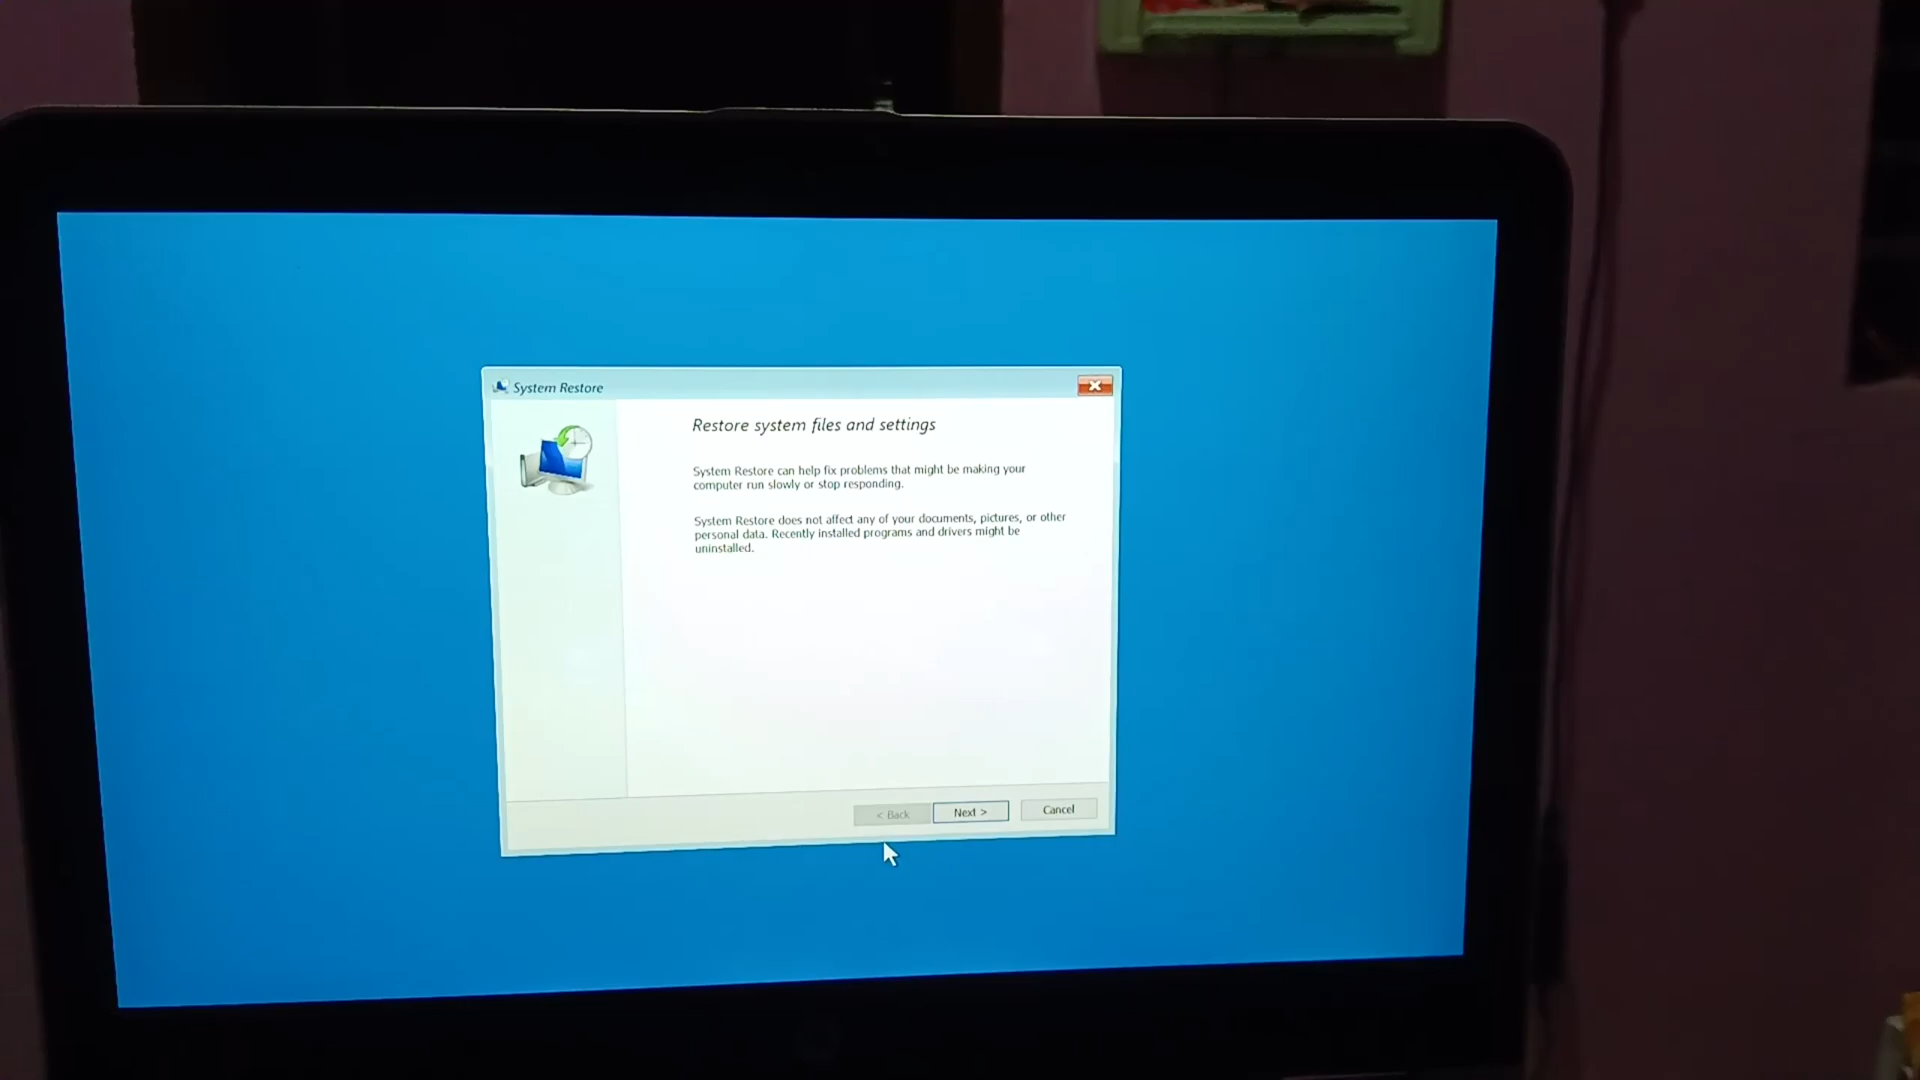 System Restore
Restore system files and settings
System Restore can help fix problems that might be making your
computer run slowly or stop responding.
System Restore does not affect any of your documents, pictures, or other
personal data. Recently installed programs and drivers might be
uninstalled.
< Back Next > Cancel